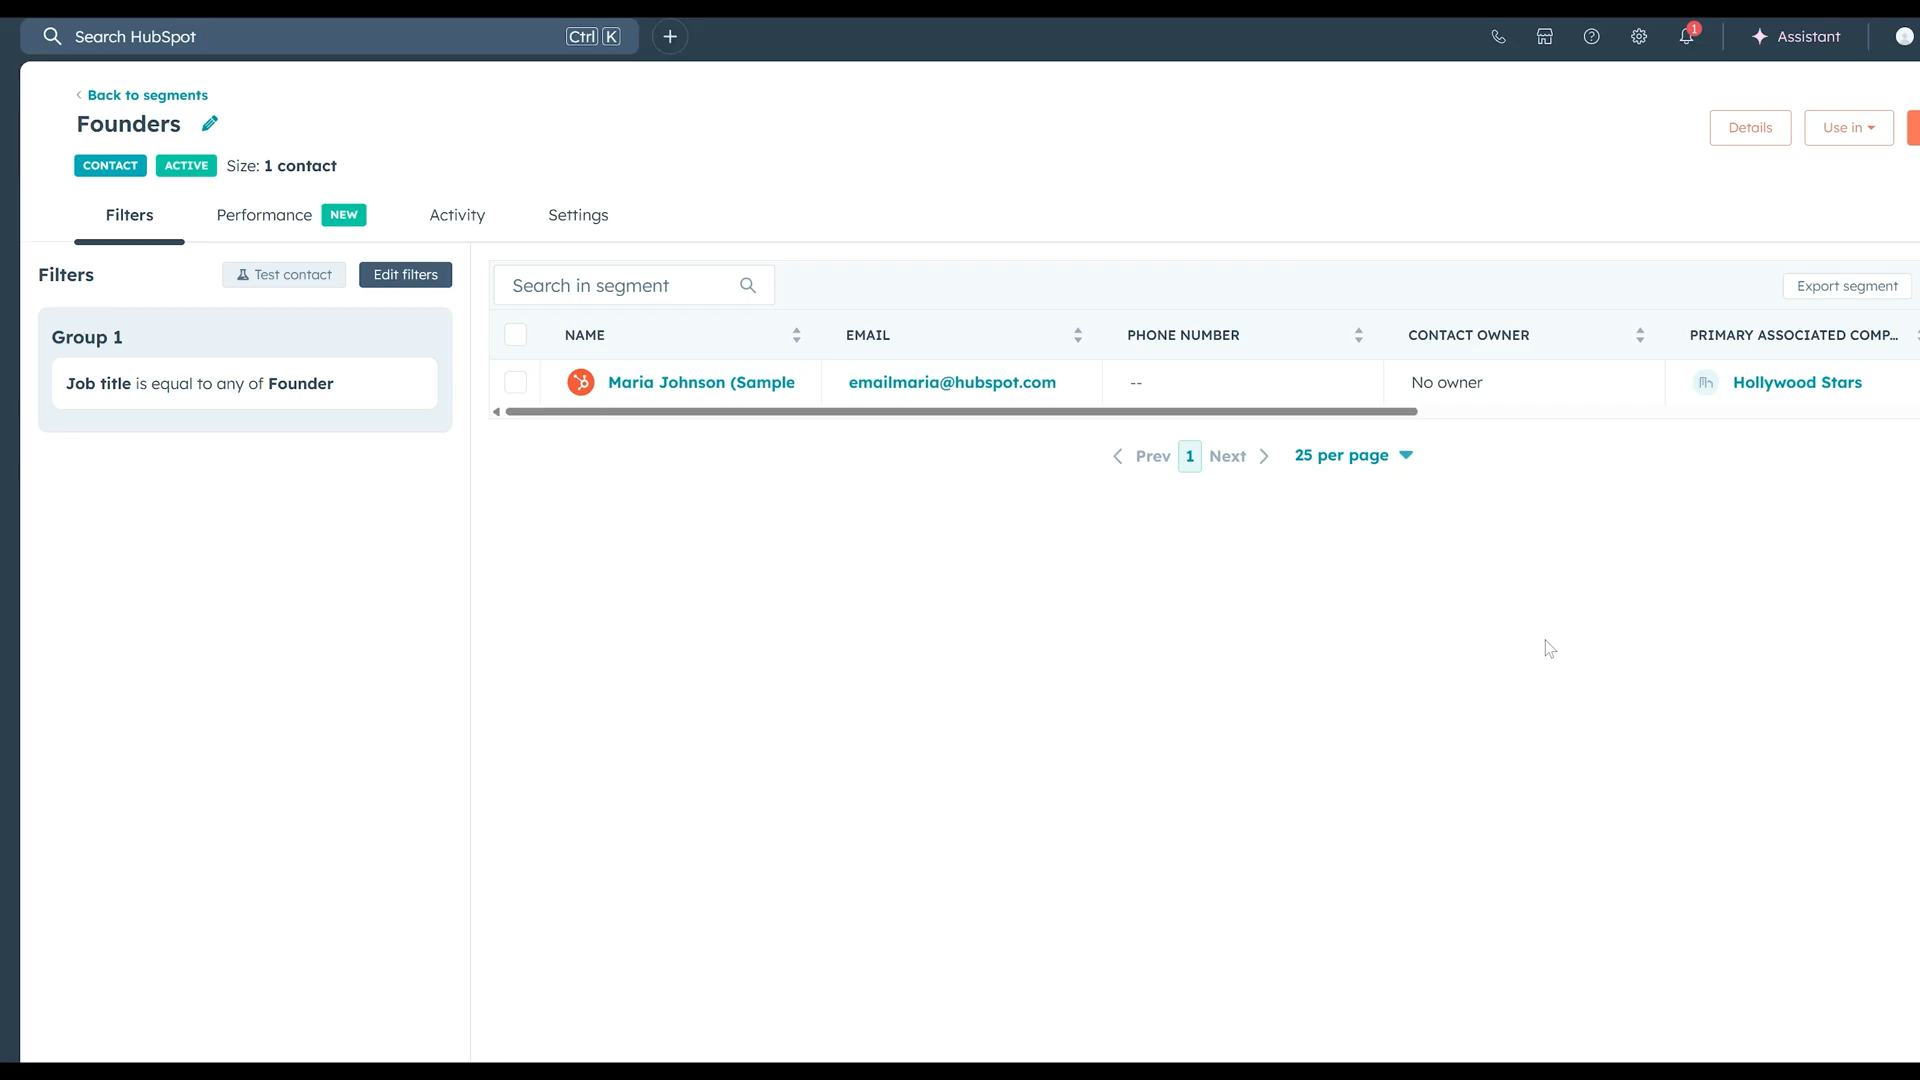 Search HubSpot
Ctrl K
1
Assistant
Back to segments
Founders
Details
Use in
CONTACT ACTIVE Size: 1 contact
Filters
Performance NEW
Activity
Settings
Filters
Test contact
Edit filters
Search in segment
Export segment
Group 1
Job title is equal to any of Founder
NAME
EMAIL
PHONE NUMBER
CONTACT OWNER
PRIMARY ASSOCIATED COMP...
Maria Johnson (Sample
emailmaria@hubspot.com
--
No owner
Hollywood Stars
Prev 1 Next
25 per page